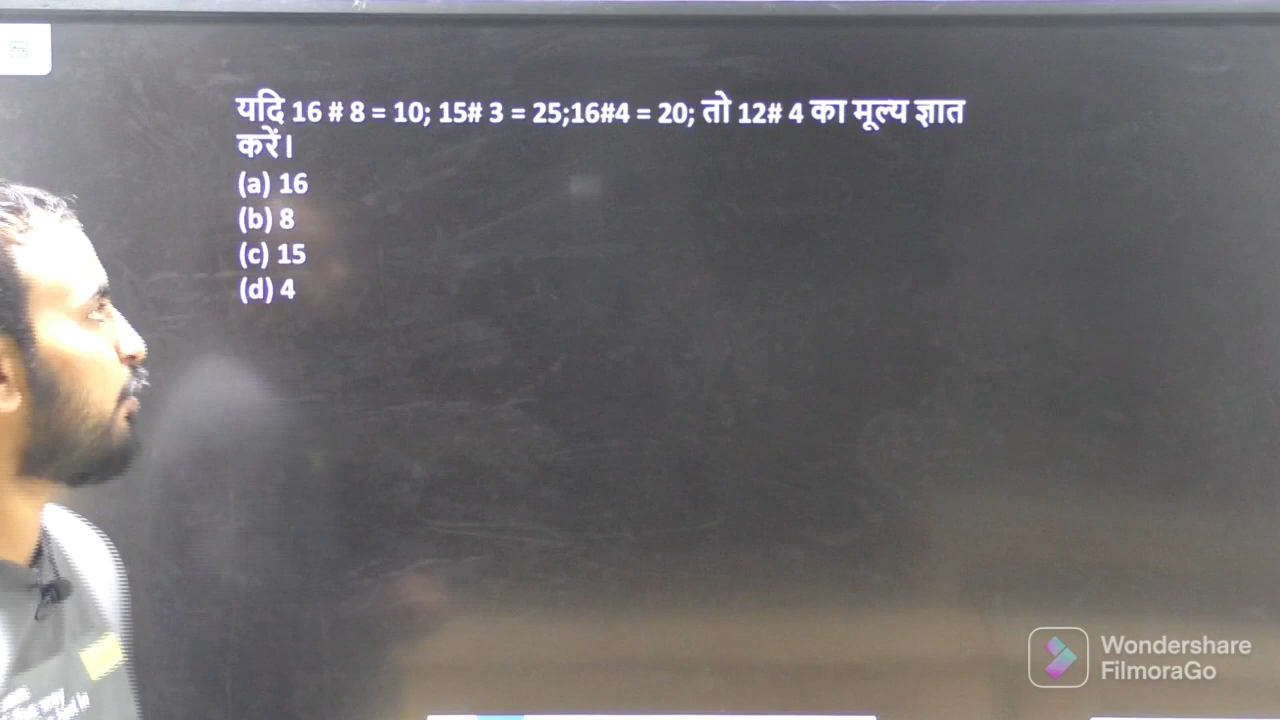 यदि 16 # 8 = 10; 15# 3 = 25;16#4 = 20; तो 12# 4 का मूल्य ज्ञात
करें।
(a) 16
(b) 8
(c) 15
(d) 4
Wondershare
FilmoraGo